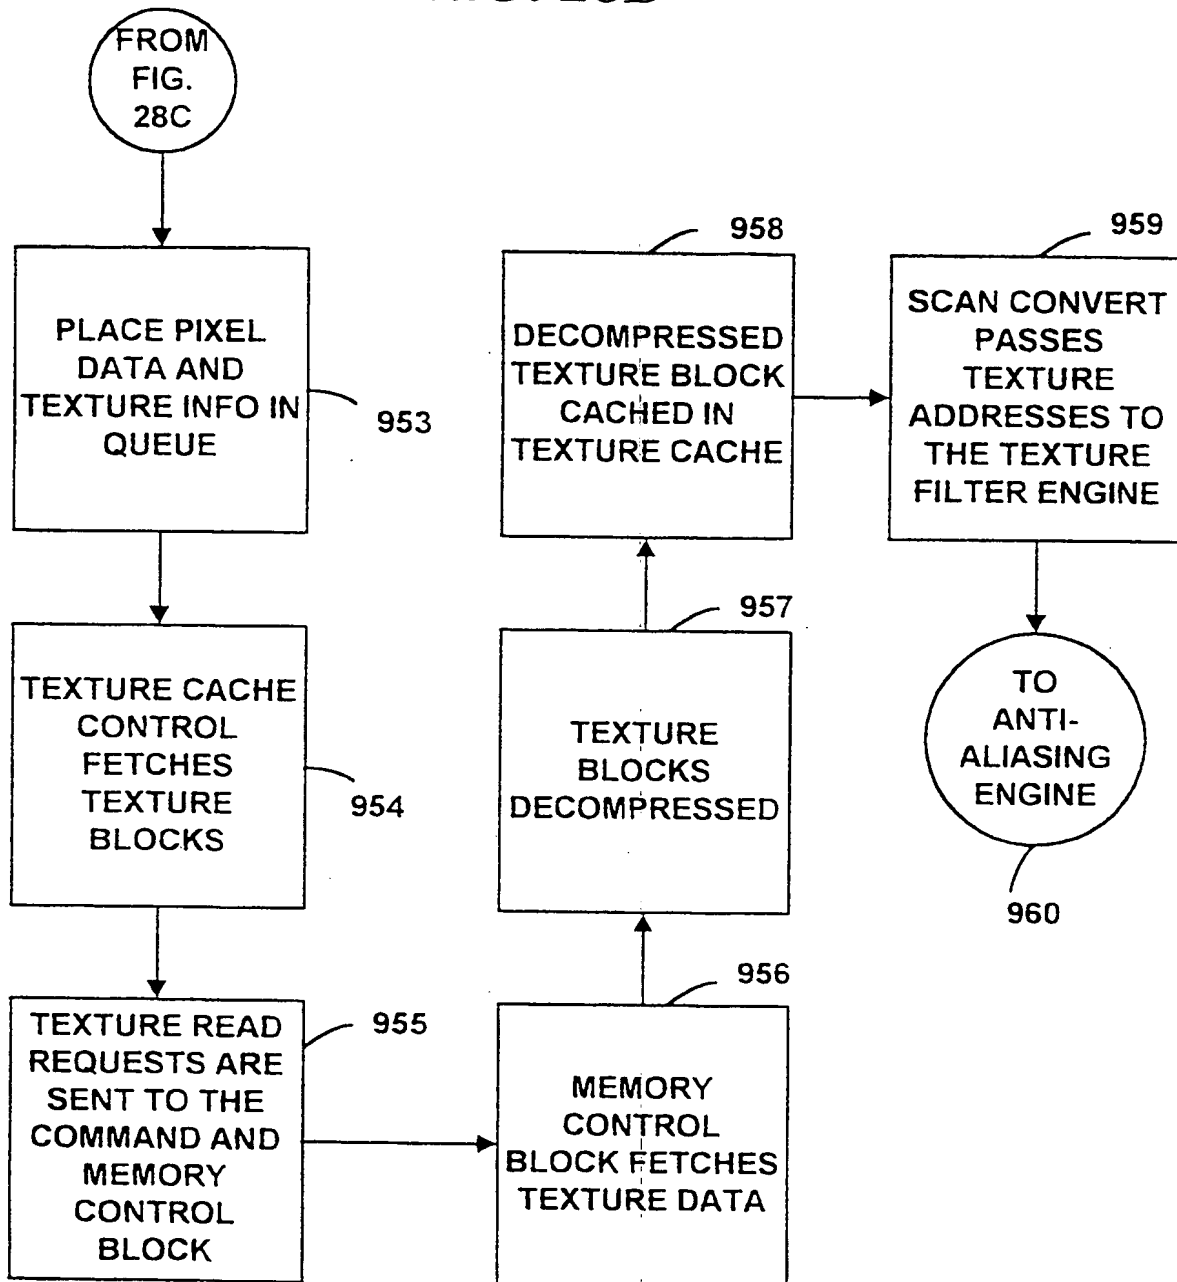 FROM
FIG.
28C
PLACE PIXEL
DATA AND
TEXTURE INFO IN
QUEUE
953
TEXTURE CACHE
CONTROL
FETCHES
TEXTURE
BLOCKS
954
TEXTURE READ
REQUESTS ARE
SENT TO THE
COMMAND AND
MEMORY
CONTROL
BLOCK
955
MEMORY
CONTROL
BLOCK FETCHES
TEXTURE DATA
956
TEXTURE
BLOCKS
DECOMPRESSED
957
DECOMPRESSED
TEXTURE BLOCK
CACHED IN
TEXTURE CACHE
958
SCAN CONVERT
PASSES
TEXTURE
ADDRESSES TO
THE TEXTURE
FILTER ENGINE
959
TO
ANTI-
ALIASING
ENGINE
960